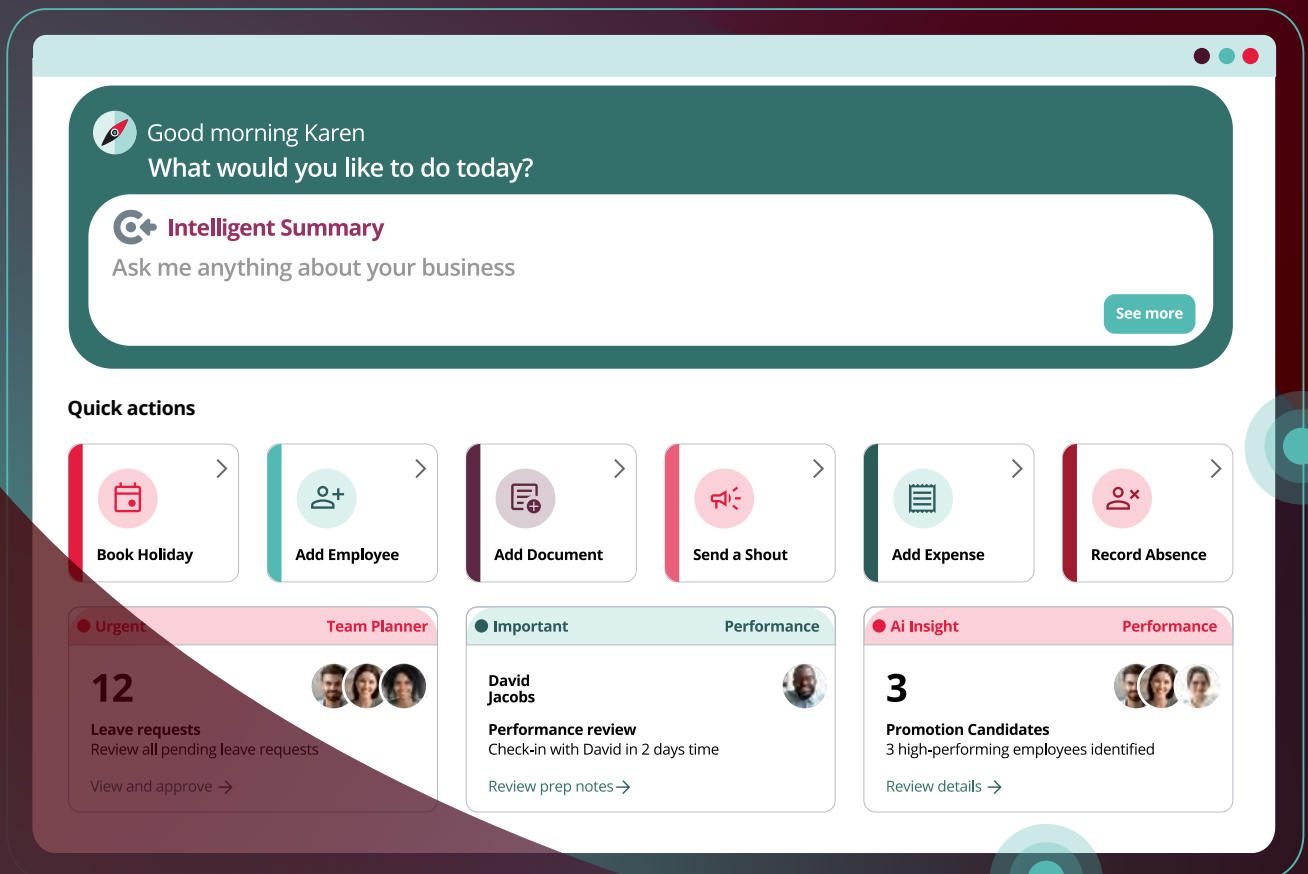 Good morning Karen
What would you like to do today?
Intelligent Summary
Ask me anything about your business
See more
Quick actions
Book Holiday
Add Employee
Add Document
Send a Shout
Add Expense
Record Absence
Urgent
Team Planner
12
Leave requests
Review all pending leave requests
View and approve →
Important
Performance
David
Jacobs
Performance review
Check-in with David in 2 days time
Review prep notes→
Ai Insight
Performance
3
Promotion Candidates
3 high-performing employees identified
Review details →